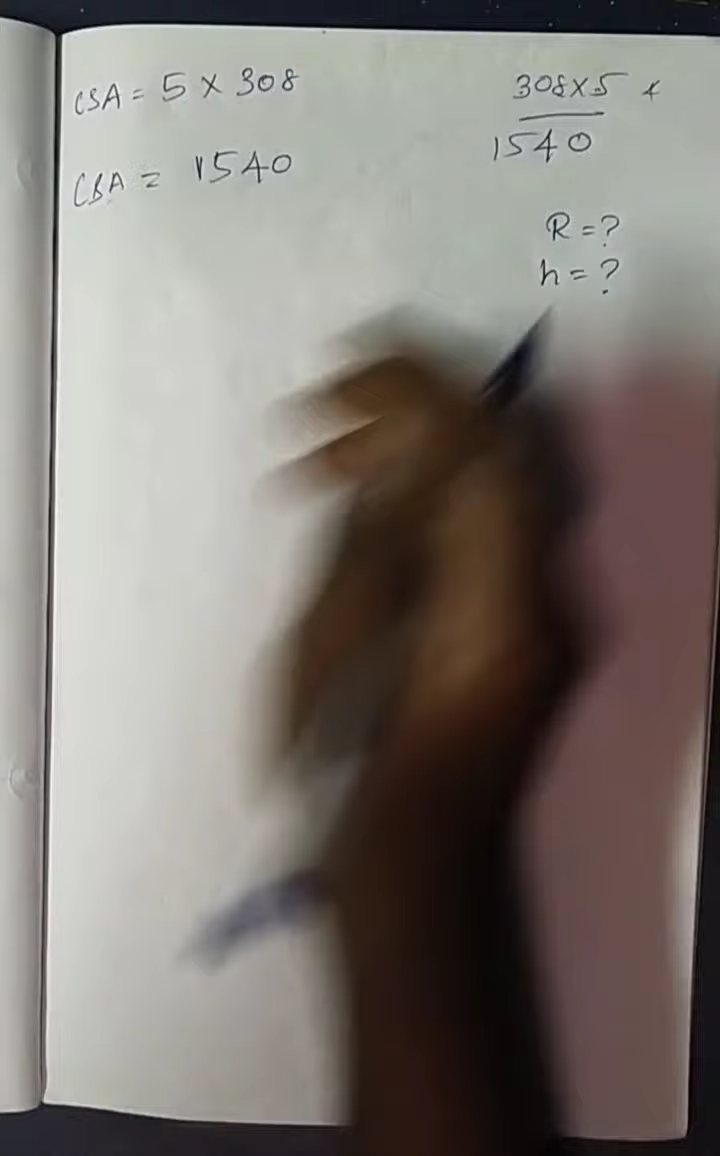 CSA = 5 × 308
CSA = 1540
308×5 ×
1540
R = ?
h = ?